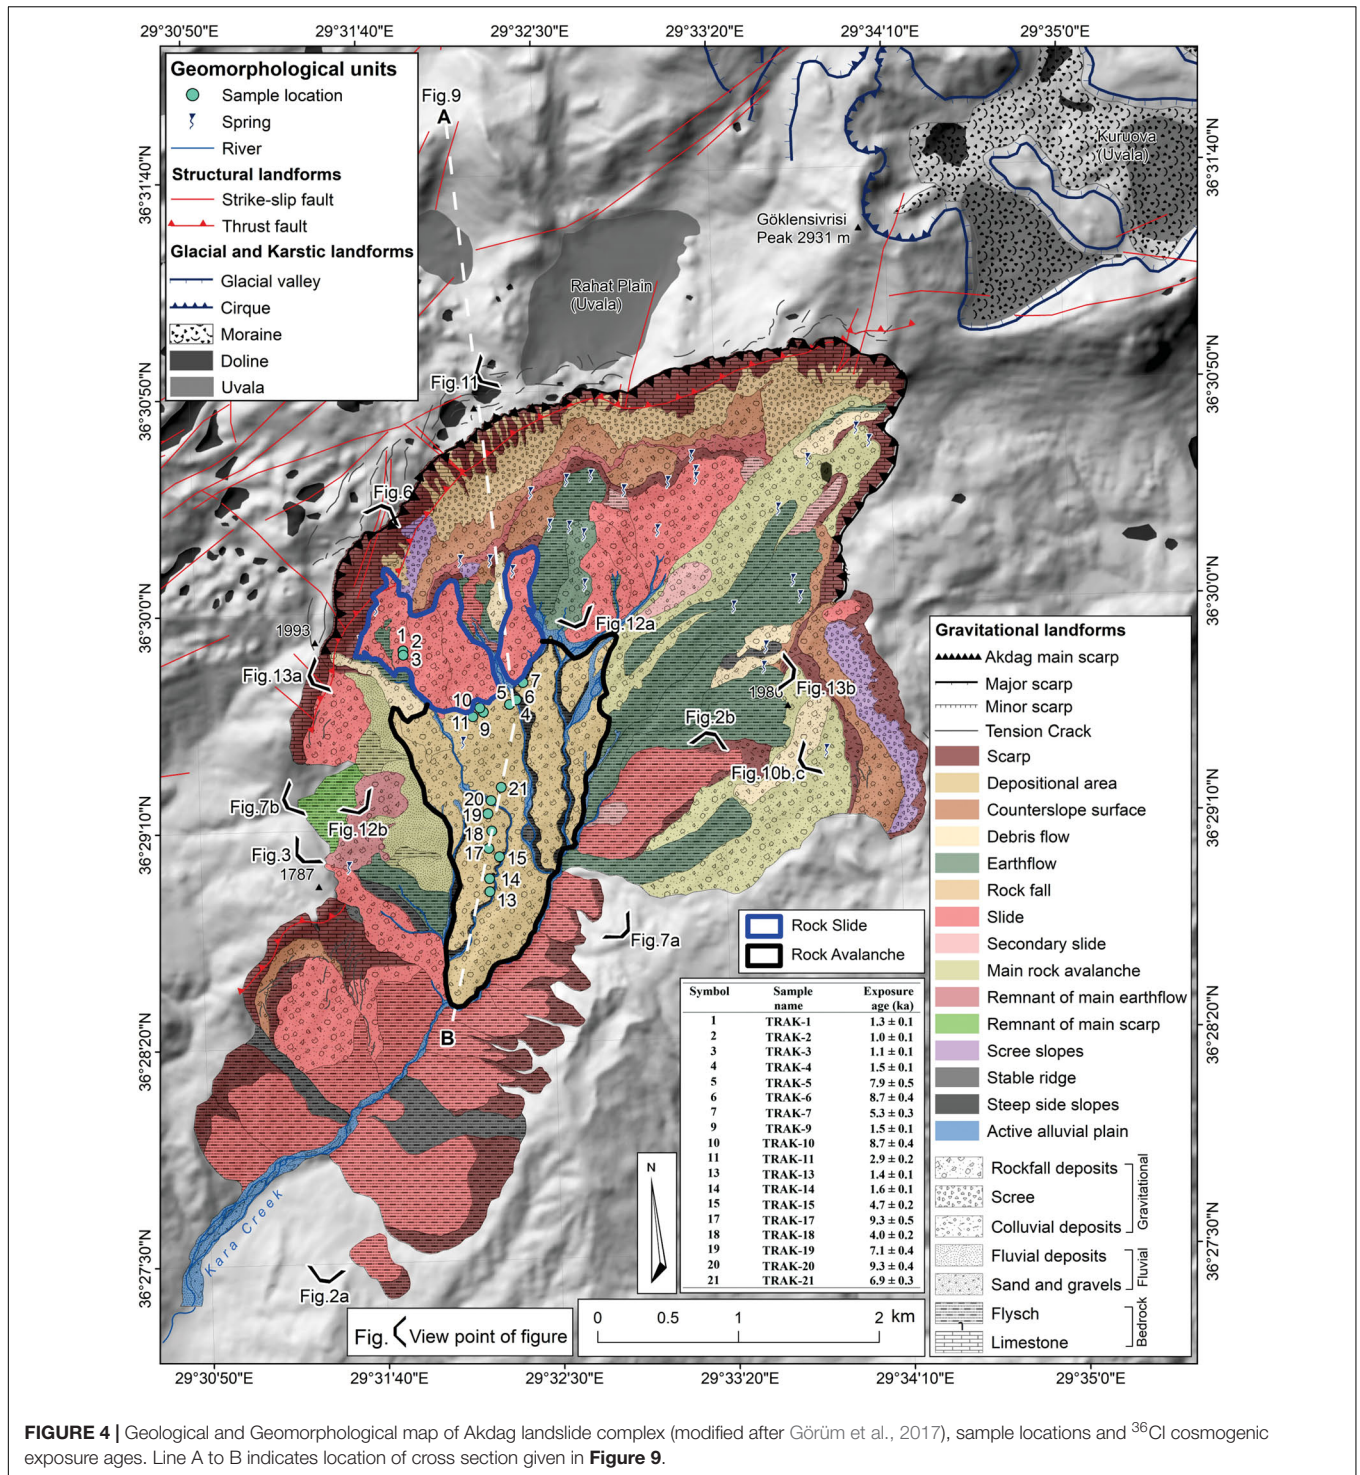 29°30'50"E
29°31'40"E
29°32'30"E
29°33'20"E
29°34'10"E
29°35'0"E
Geomorphological units
Sample location
Spring
River
Structural landforms
Strike-slip fault
Thrust fault
Glacial and Karstic landforms
Glacial valley
Cirque
Moraine
Doline
Uvala
Fig.9
A
Kuruova
(Uvala)
Göklensivrisi
Peak 2931 m
Rahat Plain
(Uvala)
36°31'40"N
36°31'40"N
36°30'50"N
36°30'50"N
Fig.11
Fig.6
36°30'0"N
36°30'0"N
1993
Fig.13a
1
2
3
Fig.12a
5
7
6
4
10
11
9
1980
Fig.13b
Fig.2b
Fig.10b,c
21
20
19
18
17
15
14
13
Fig.7b
Fig.12b
Fig.3
1787
36°29'10"N
36°29'10"N
Fig.7a
B
36°28'20"N
36°28'20"N
Kara Creek
36°27'30"N
36°27'30"N
Fig.2a
Gravitational landforms
Akdag main scarp
Major scarp
Minor scarp
Tension Crack
Scarp
Depositional area
Counterslope surface
Debris flow
Earthflow
Rock fall
Slide
Secondary slide
Main rock avalanche
Remnant of main earthflow
Remnant of main scarp
Scree slopes
Stable ridge
Steep side slopes
Active alluvial plain
Rockfall deposits
Scree
Colluvial deposits
Gravitational
Fluvial deposits
Sand and gravels
Fluvial
Flysch
Limestone
Bedrock
Rock Slide
Rock Avalanche
Symbol Sample name Exposure age (ka)
1 TRAK-1 1.3 ± 0.1
2 TRAK-2 1.0 ± 0.1
3 TRAK-3 1.1 ± 0.1
4 TRAK-4 1.5 ± 0.1
5 TRAK-5 7.9 ± 0.5
6 TRAK-6 8.7 ± 0.4
7 TRAK-7 5.3 ± 0.3
9 TRAK-9 1.5 ± 0.1
10 TRAK-10 8.7 ± 0.4
11 TRAK-11 2.9 ± 0.2
13 TRAK-13 1.4 ± 0.1
14 TRAK-14 1.6 ± 0.1
15 TRAK-15 4.7 ± 0.2
17 TRAK-17 9.3 ± 0.5
18 TRAK-18 4.0 ± 0.2
19 TRAK-19 7.1 ± 0.4
20 TRAK-20 9.3 ± 0.4
21 TRAK-21 6.9 ± 0.3
N
Fig. View point of figure
0 0.5 1 2 km
29°30'50"E
29°31'40"E
29°32'30"E
29°33'20"E
29°34'10"E
29°35'0"E
FIGURE 4 | Geological and Geomorphological map of Akdag landslide complex (modified after Görüm et al., 2017), sample locations and ³⁶Cl cosmogenic
exposure ages. Line A to B indicates location of cross section given in Figure 9.